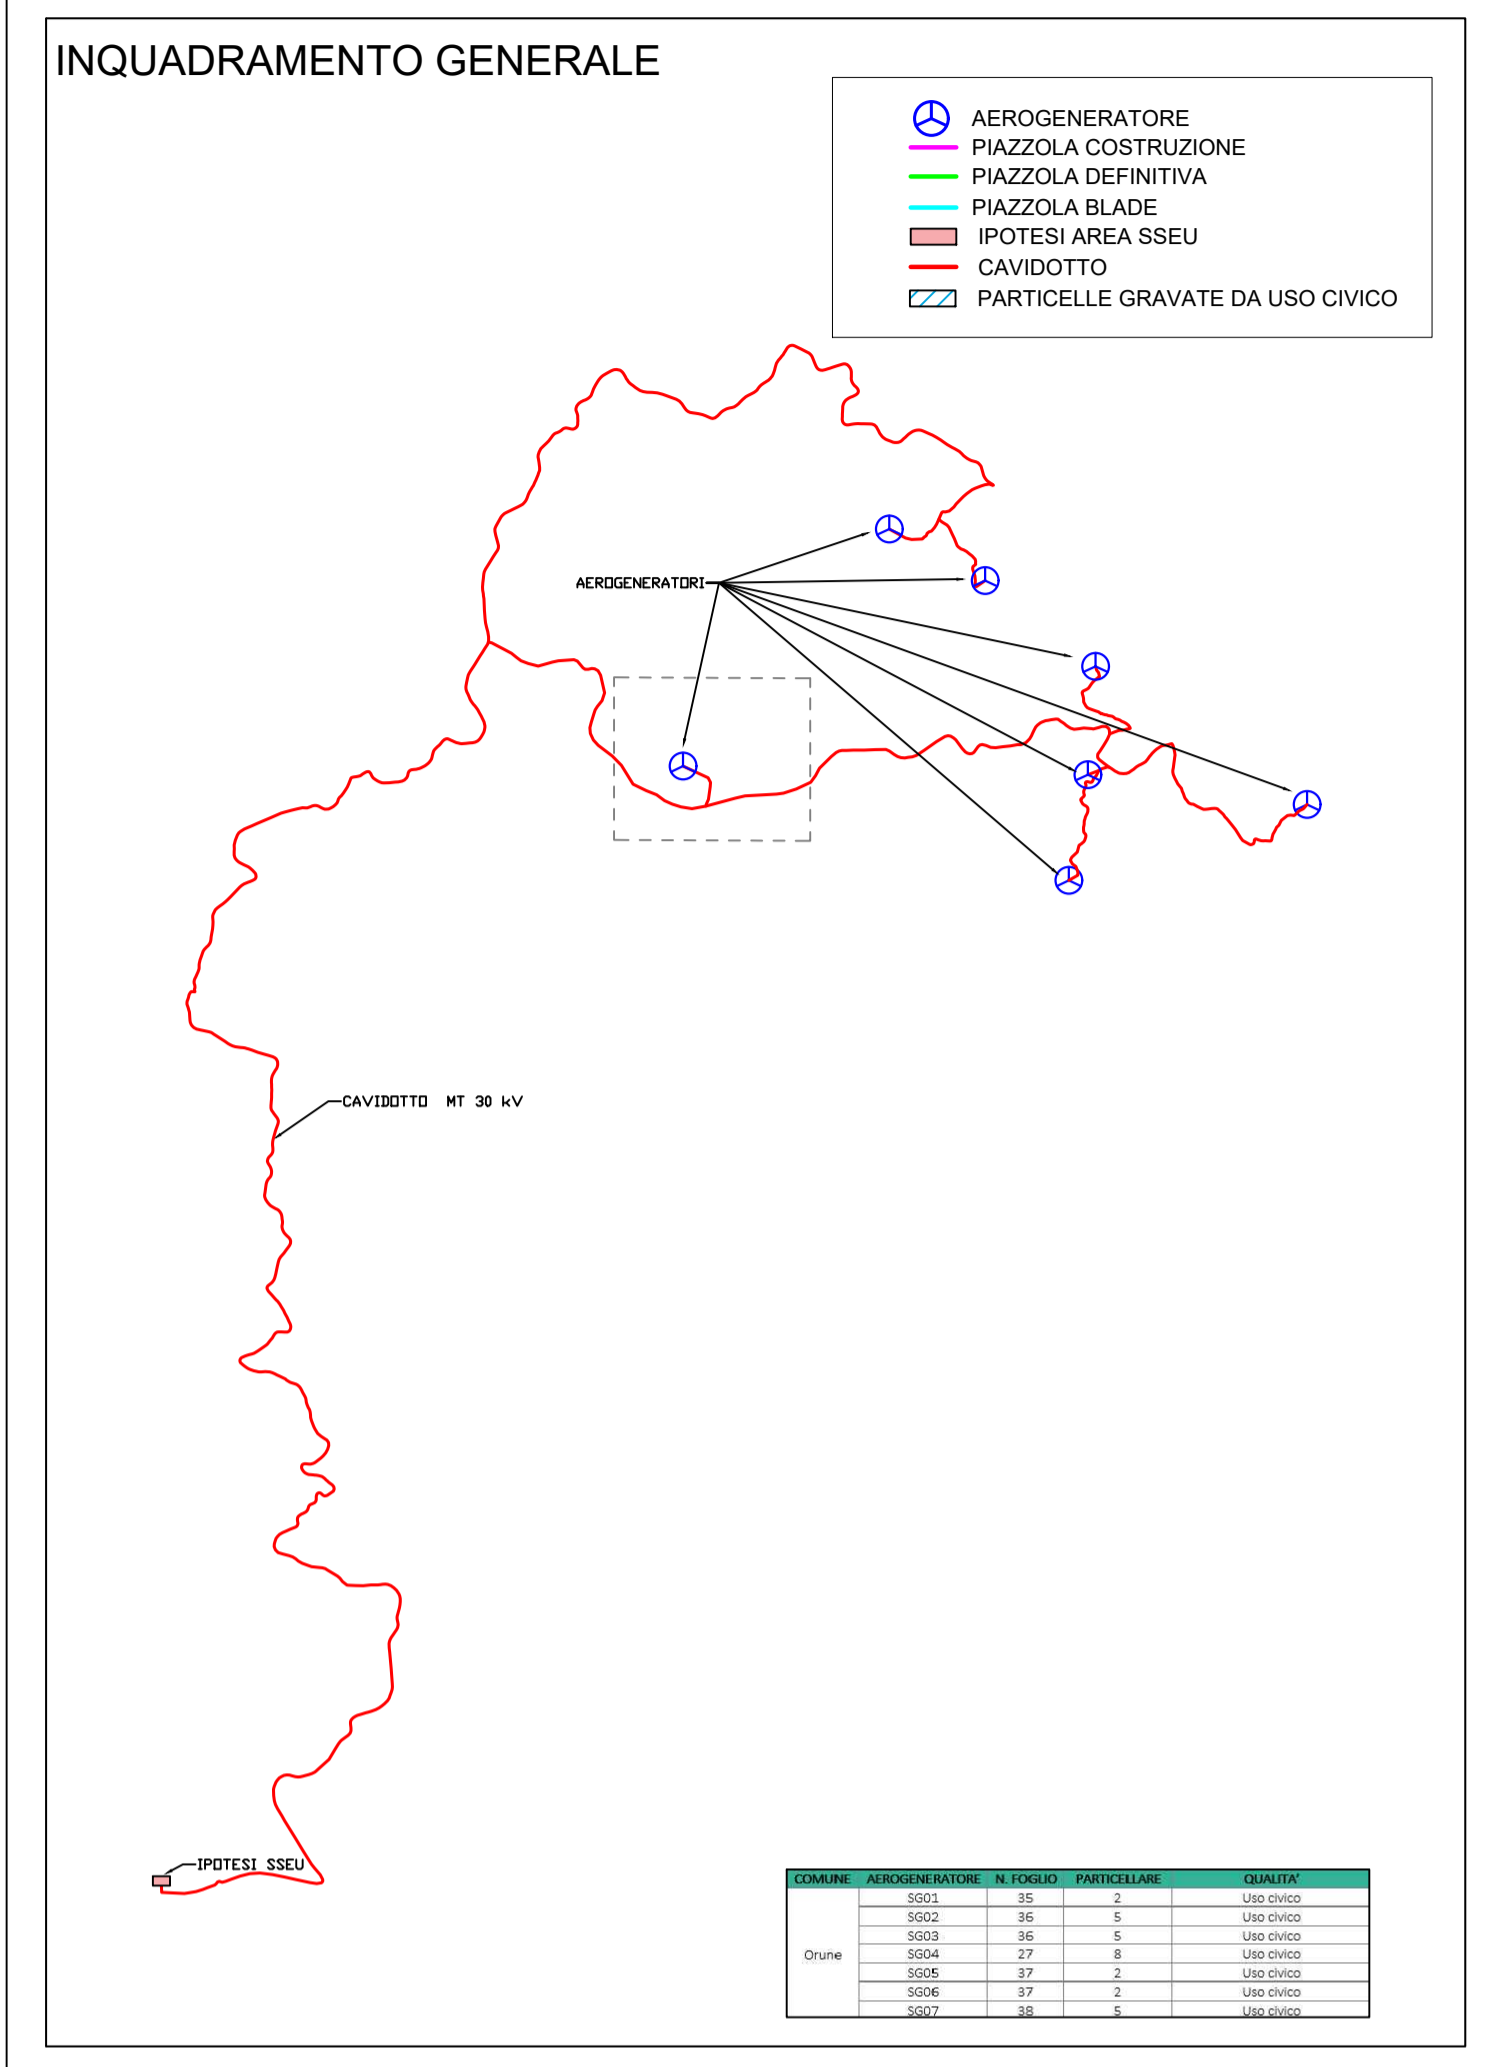 INQUADRAMENTO GENERALE
AEROGENERATORE
PIAZZOLA COSTRUZIONE
PIAZZOLA DEFINITIVA
PIAZZOLA BLADE
IPOTESI AREA SSEU
CAVIDOTTO
PARTICELLE GRAVATE DA USO CIVICO
AEROGENERATORI
CAVIDOTTO MT 30 kV
IPOTESI SSEU
COMUNE AEROGENERATORE N. FOGLIO PARTICELLARE QUALITA'
SG01 35 2 Uso civico
SG02 36 5 Uso civico
SG03 36 5 Uso civico
Orune SG04 27 8 Uso civico
SG05 37 2 Uso civico
SG06 37 2 Uso civico
SG07 38 5 Uso civico